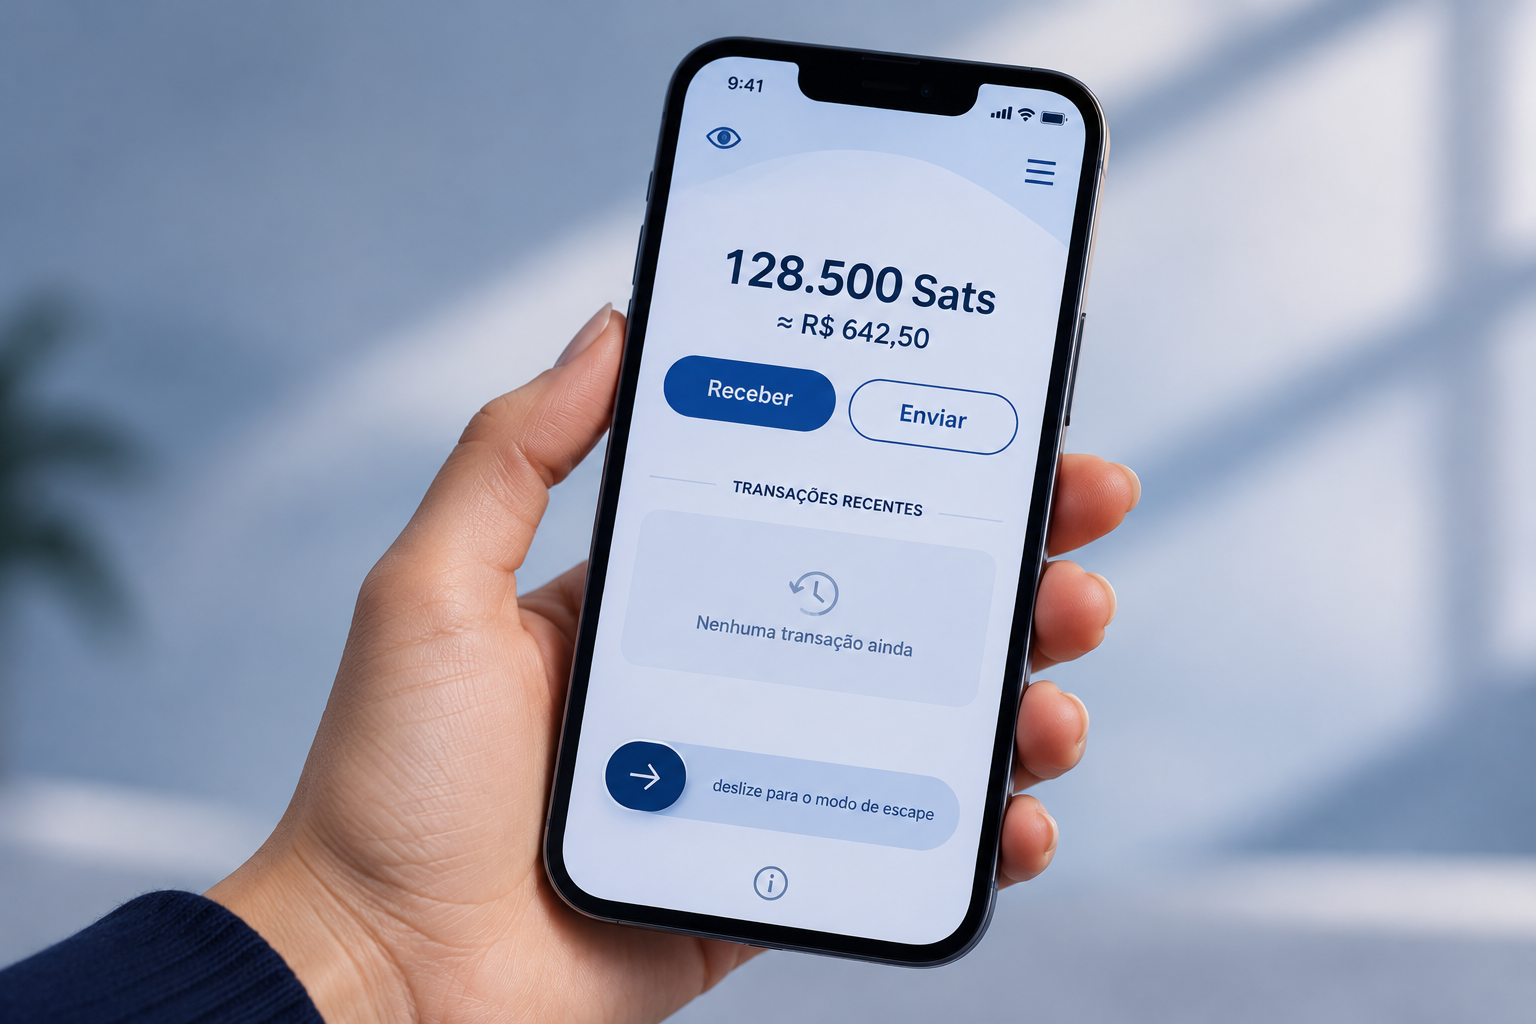 9:41
128.500 Sats
≈ R$ 642,50
Receber
Enviar
TRANSAÇÕES RECENTES
Nenhuma transação ainda
deslize para o modo de escape